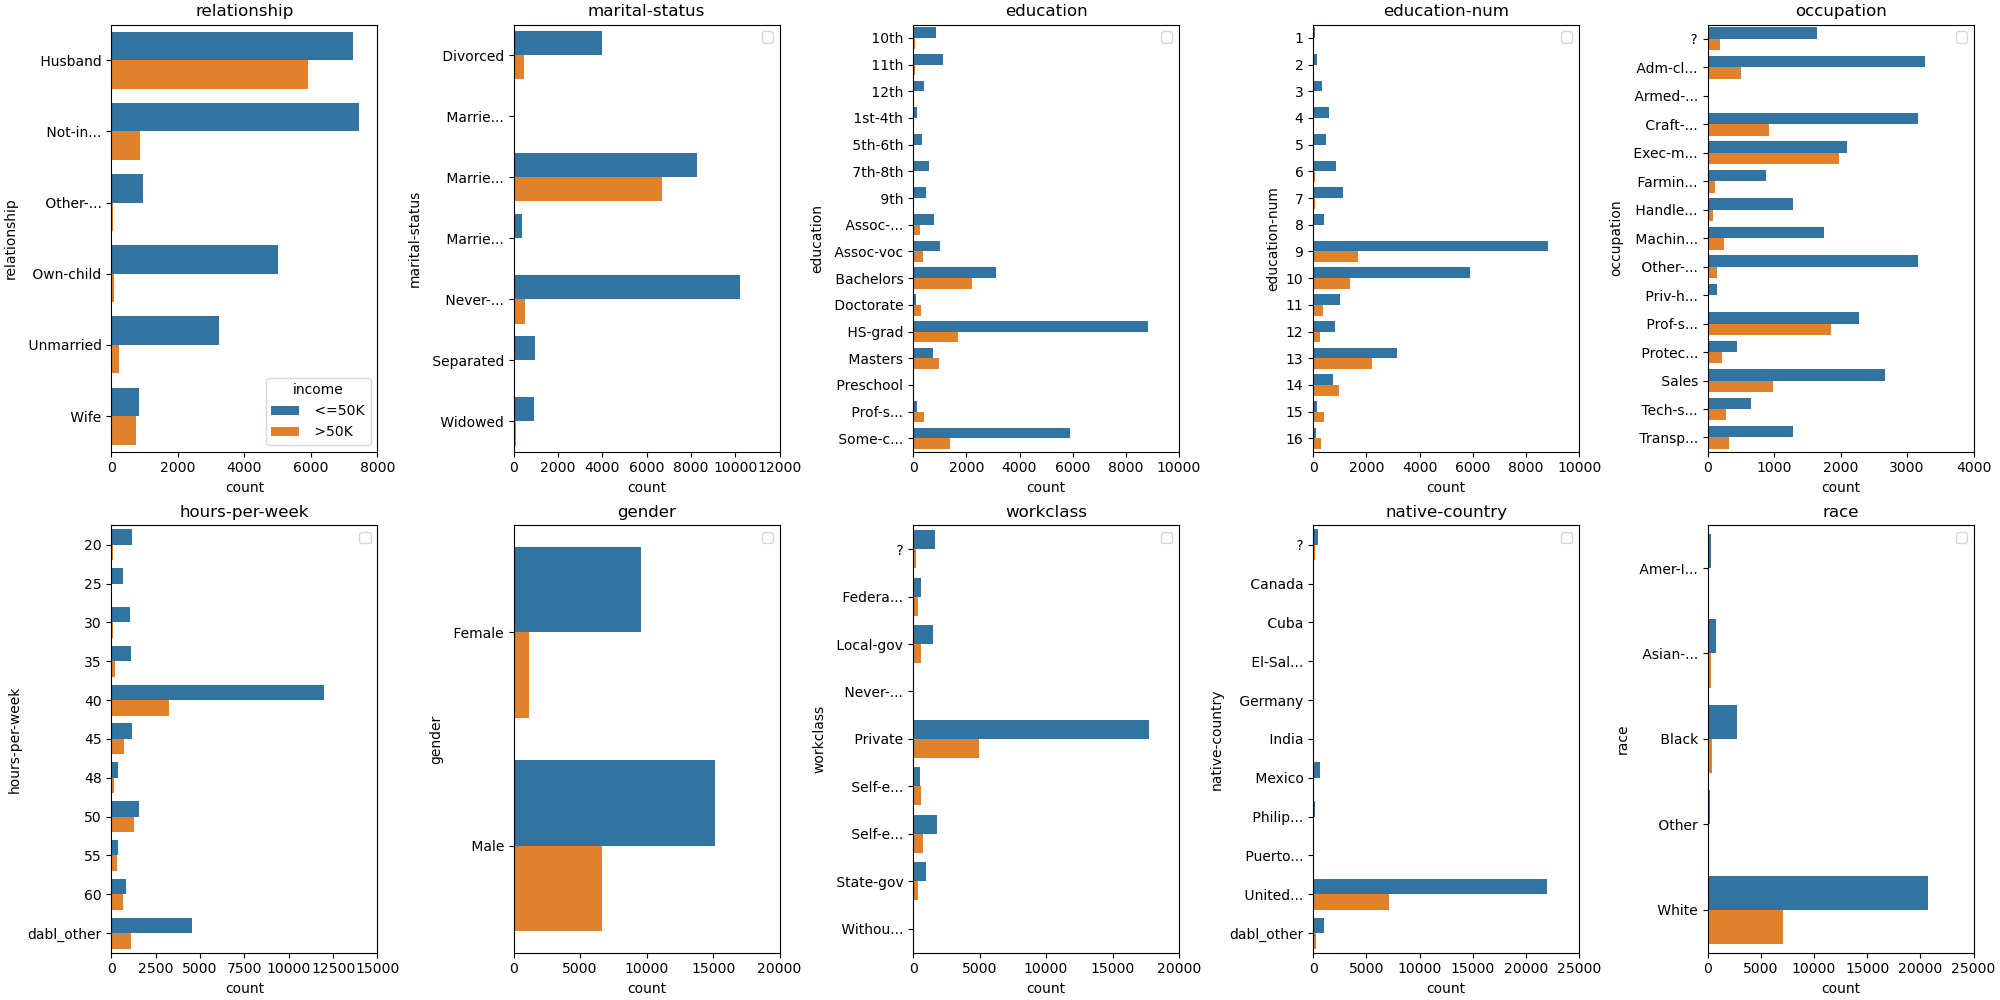 relationship
relationship
Husband
Not-in...
Other-...
Own-child
Unmarried
Wife
income
<=50K
>50K
0 2000 4000 6000 8000
count
marital-status
marital-status
Divorced
Marrie...
Marrie...
Marrie...
Never-...
Separated
Widowed
0 2000 4000 6000 8000 10000 12000
count
education
education
10th
11th
12th
1st-4th
5th-6th
7th-8th
9th
Assoc-...
Assoc-voc
Bachelors
Doctorate
HS-grad
Masters
Preschool
Prof-s...
Some-c...
0 2000 4000 6000 8000 10000
count
education-num
education-num
1
2
3
4
5
6
7
8
9
10
11
12
13
14
15
16
0 2000 4000 6000 8000 10000
count
occupation
occupation
?
Adm-cl...
Armed-...
Craft-...
Exec-m...
Farmin...
Handle...
Machin...
Other-...
Priv-h...
Prof-s...
Protec...
Sales
Tech-s...
Transp...
0 1000 2000 3000 4000
count
hours-per-week
hours-per-week
20
25
30
35
40
45
48
50
55
60
dabl_other
0 2500 5000 7500 10000 12500 15000
count
gender
gender
Female
Male
0 5000 10000 15000 20000
count
workclass
workclass
?
Federa...
Local-gov
Never-...
Private
Self-e...
Self-e...
State-gov
Withou...
0 5000 10000 15000 20000
count
native-country
native-country
?
Canada
Cuba
El-Sal...
Germany
India
Mexico
Philip...
Puerto...
United...
dabl_other
0 5000 10000 15000 20000 25000
count
race
race
Amer-I...
Asian-...
Black
Other
White
0 5000 10000 15000 20000 25000
count